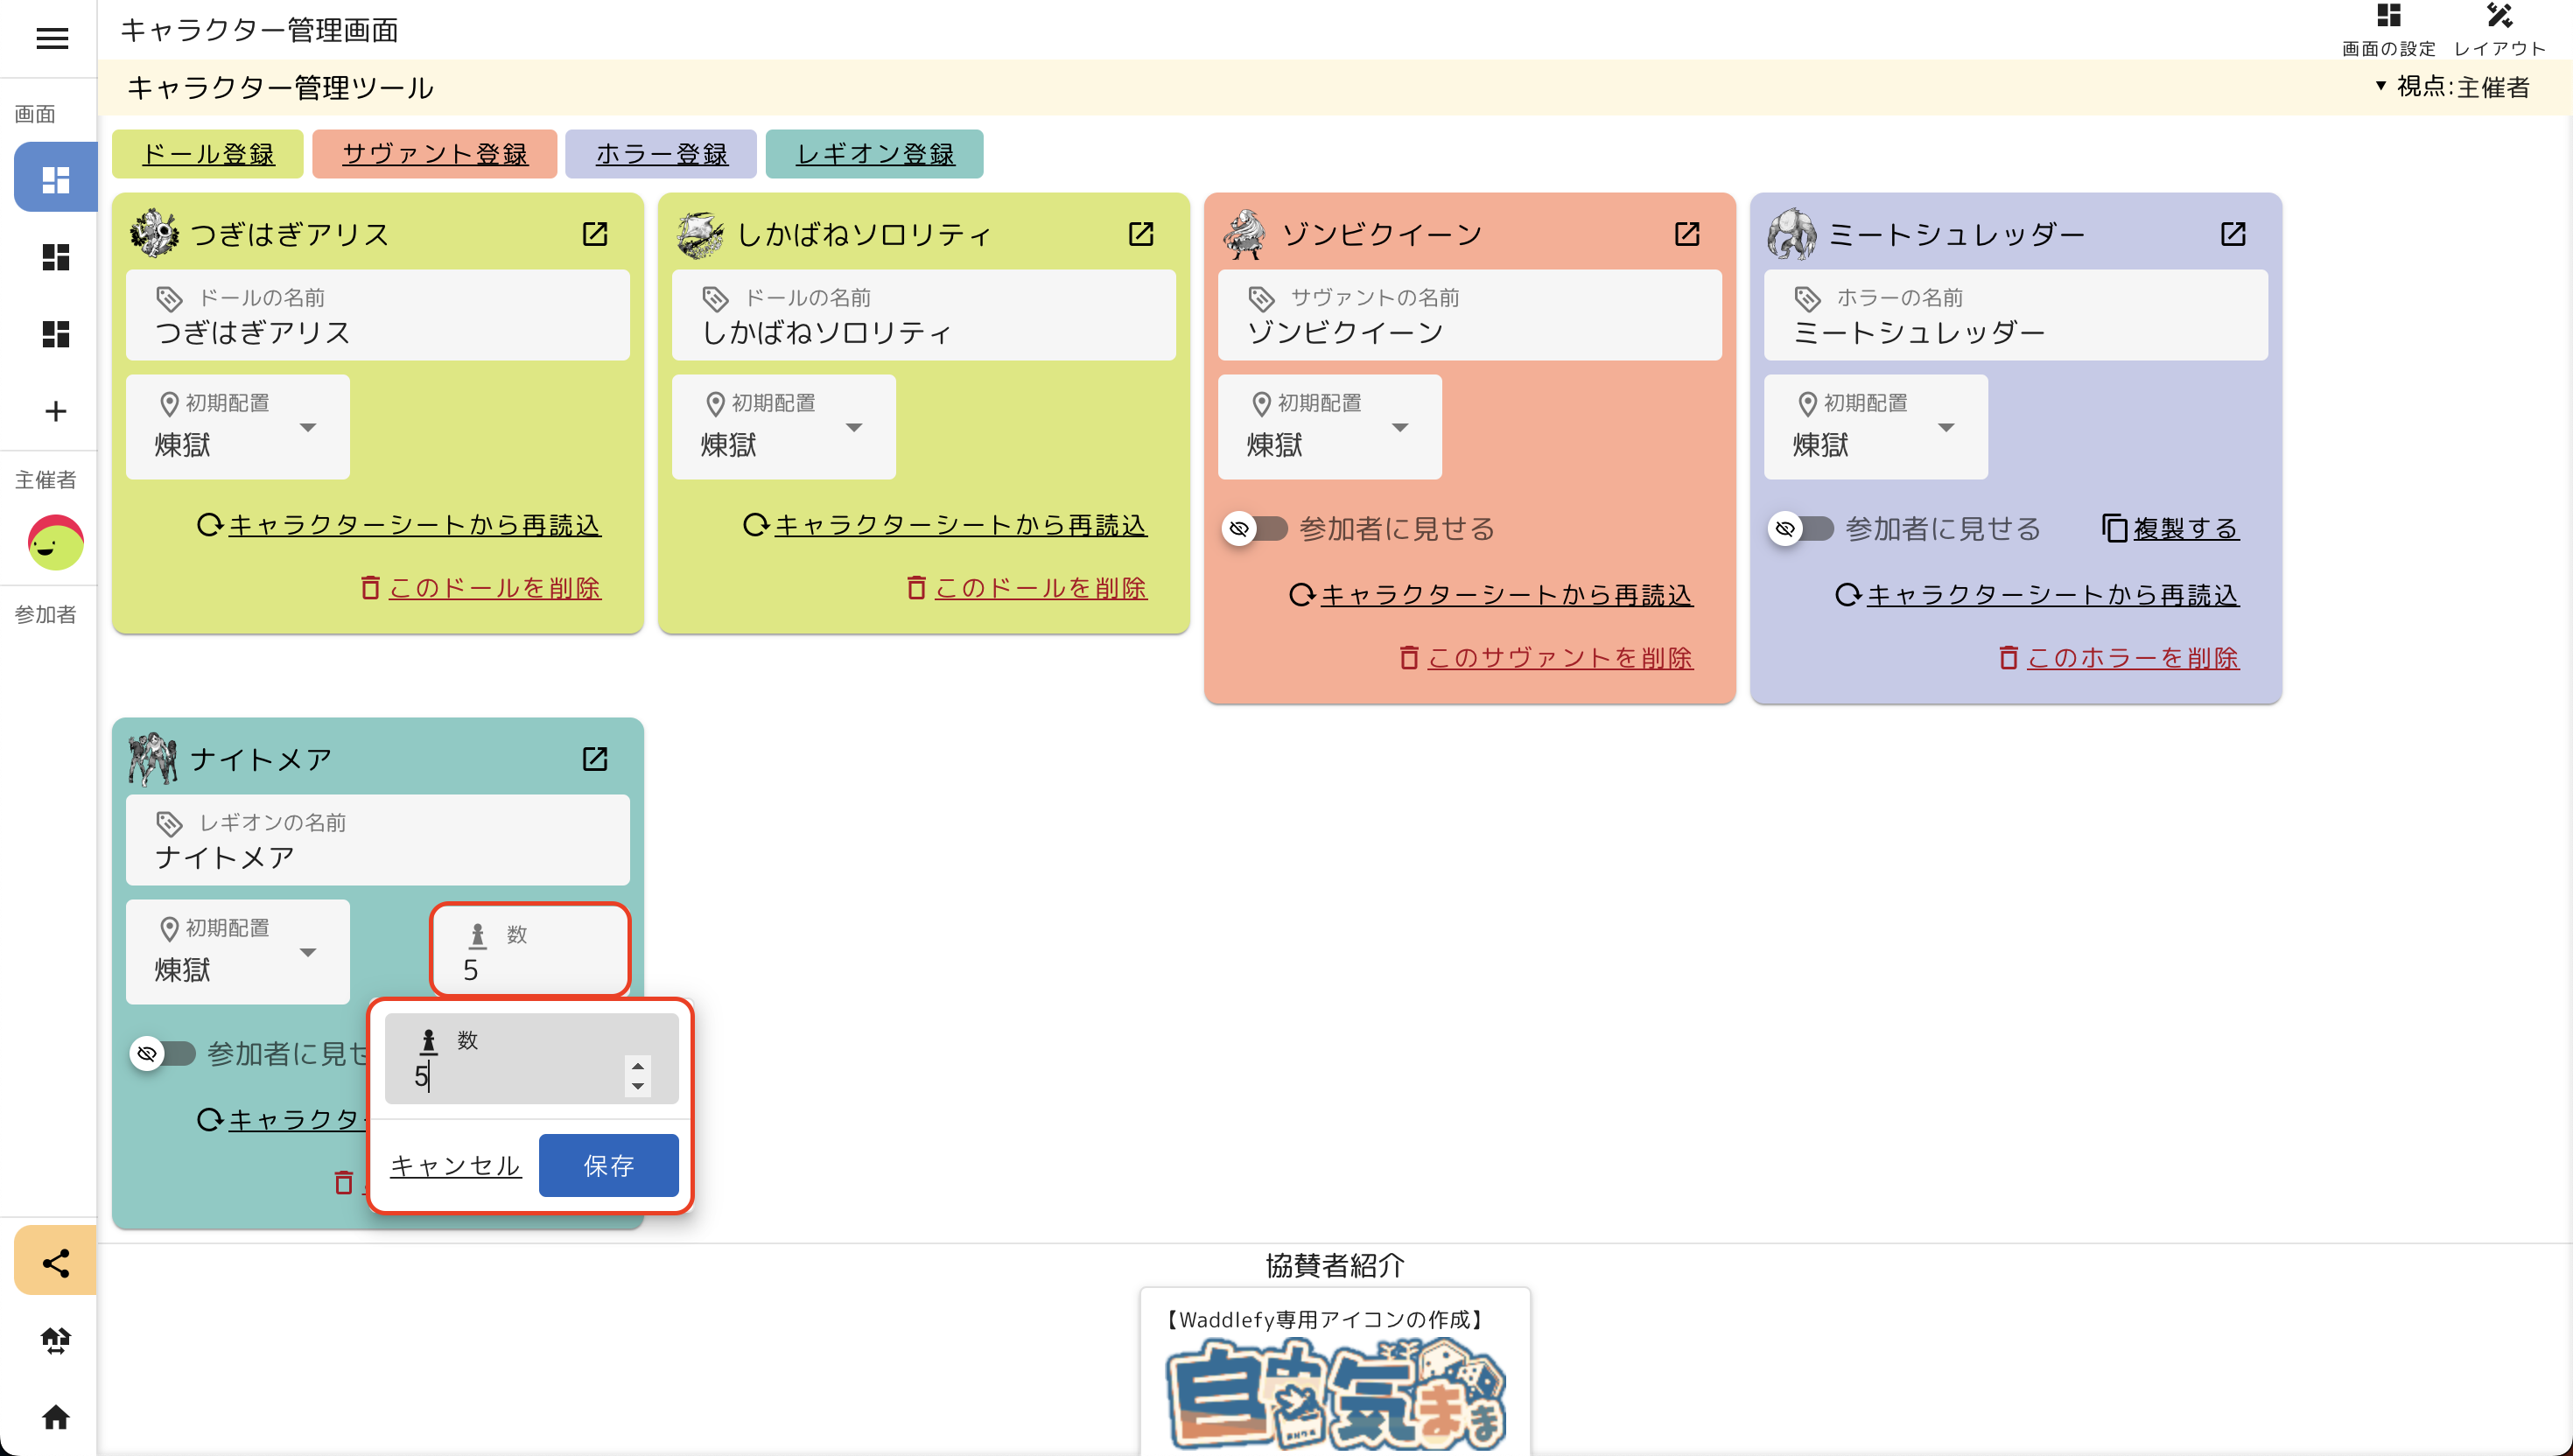 キャラクター管理画面
画面の設定
レイアウト
キャラクター管理ツール
視点:主催者
画面
主催者
参加者
ドール登録
サヴァント登録
ホラー登録
レギオン登録
つぎはぎアリス
ドールの名前
つぎはぎアリス
初期配置
煉獄
キャラクターシートから再読込
このドールを削除
しかばねソロリティ
ドールの名前
しかばねソロリティ
初期配置
煉獄
キャラクターシートから再読込
このドールを削除
ゾンビクイーン
サヴァントの名前
ゾンビクイーン
初期配置
煉獄
参加者に見せる
キャラクターシートから再読込
このサヴァントを削除
ミートシュレッダー
ホラーの名前
ミートシュレッダー
初期配置
煉獄
参加者に見せる
複製する
キャラクターシートから再読込
このホラーを削除
ナイトメア
レギオンの名前
ナイトメア
初期配置
煉獄
数
5
参加者に見せ
キャラクタ
数
5
キャンセル
保存
協賛者紹介
【Waddlefy専用アイコンの作成】
自由気まま